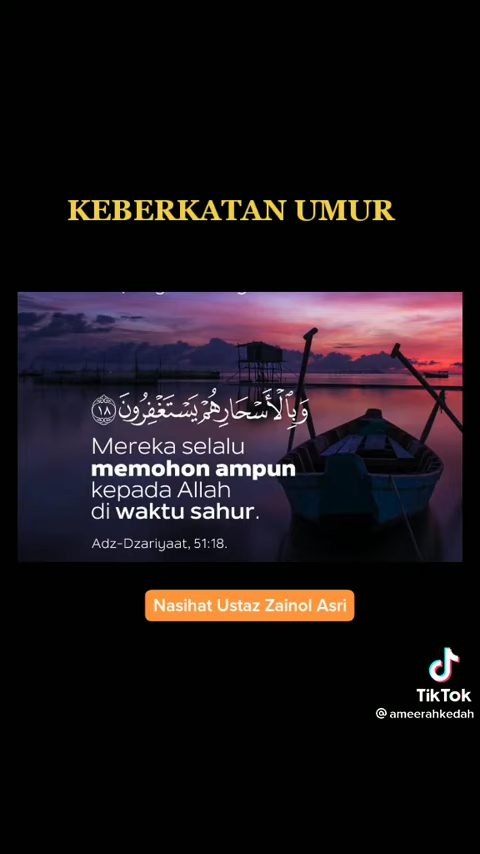 KEBERKATAN UMUR
وَبِالْأَسْحَارِ هُمْ يَسْتَغْفِرُونَ ١٨
Mereka selalu
memohon ampun
kepada Allah
di waktu sahur.
Adz-Dzariyaat, 51:18.
Nasihat Ustaz Zainol Asri
TikTok
@ ameerahkedah